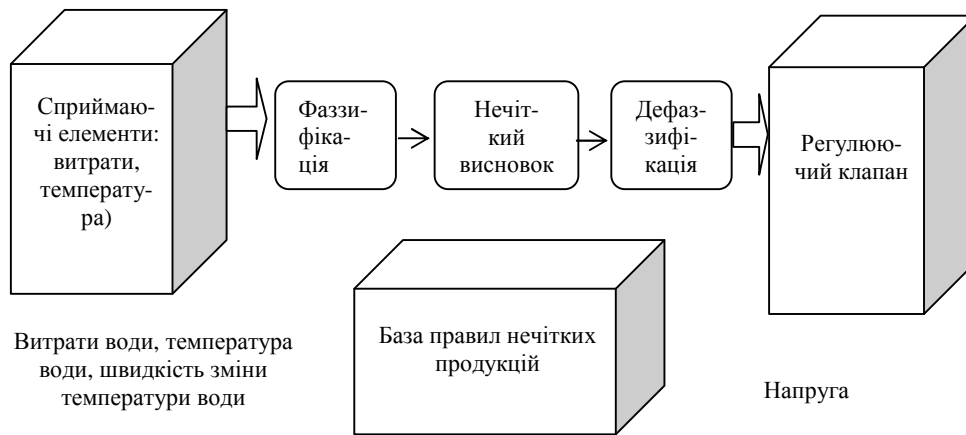 Сприймаю-
чі елементи:
витрати,
температу-
ра)
Фаззи-
фіка-
ція
Нечіт-
кий
висновок
Дефаз-
зифі-
кація
Регулюю-
чий клапан
База правил нечітких
продукцій
Витрати води, температура
води, швидкість зміни
температури води
Напруга